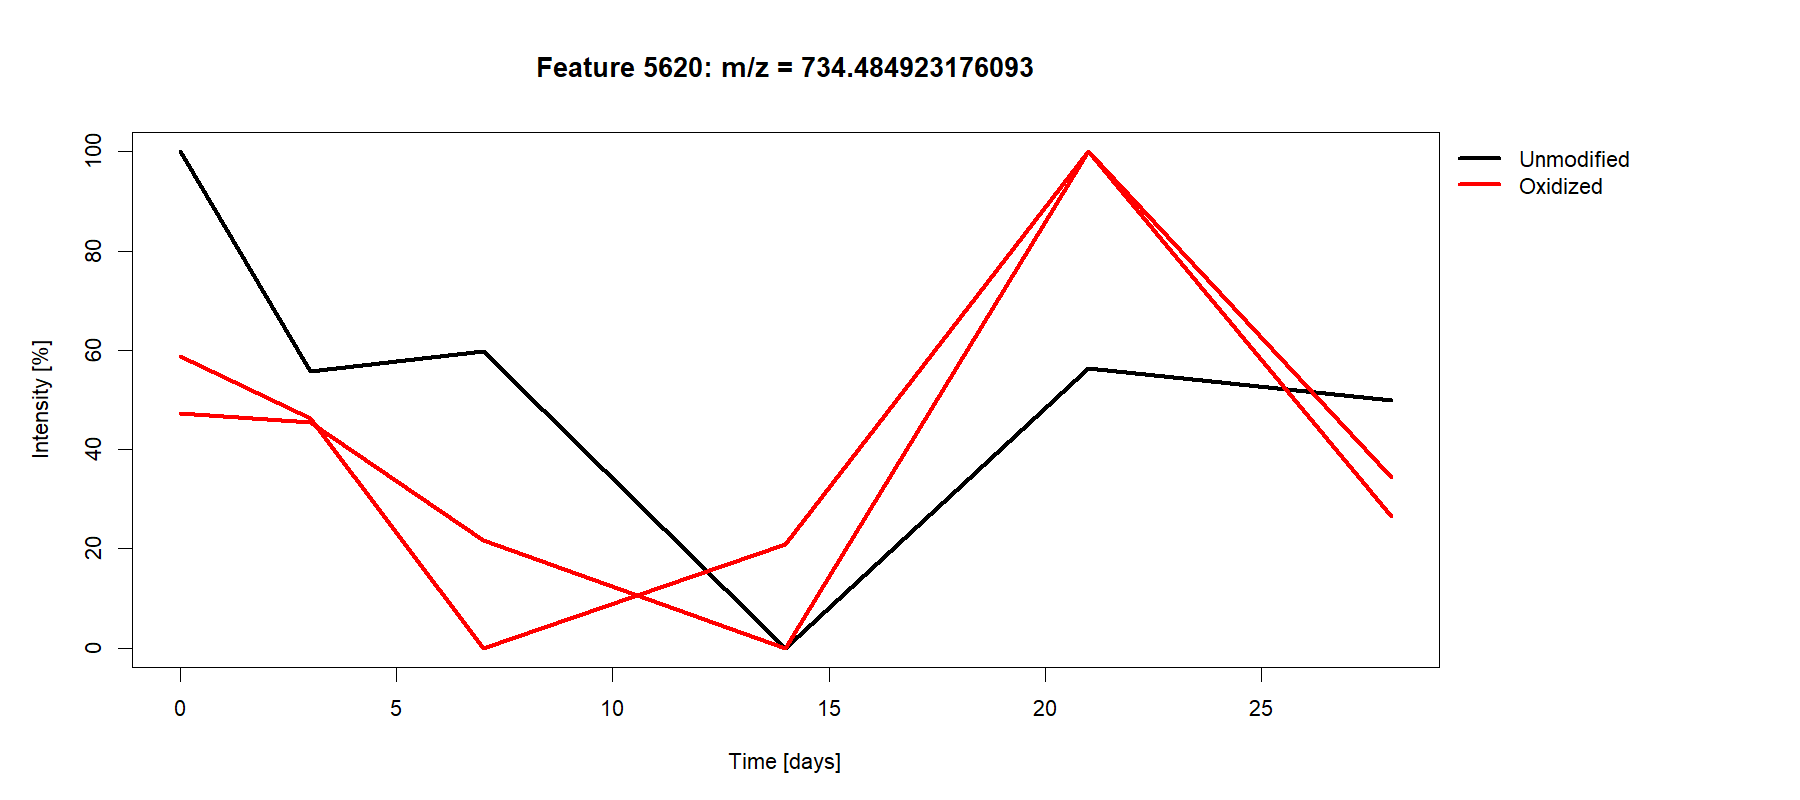 Feature 5620: m/z = 734.484923176093
Unmodified
Oxidized
Intensity [%]
100
80
60
40
20
0
0 5 10 15 20 25
Time [days]